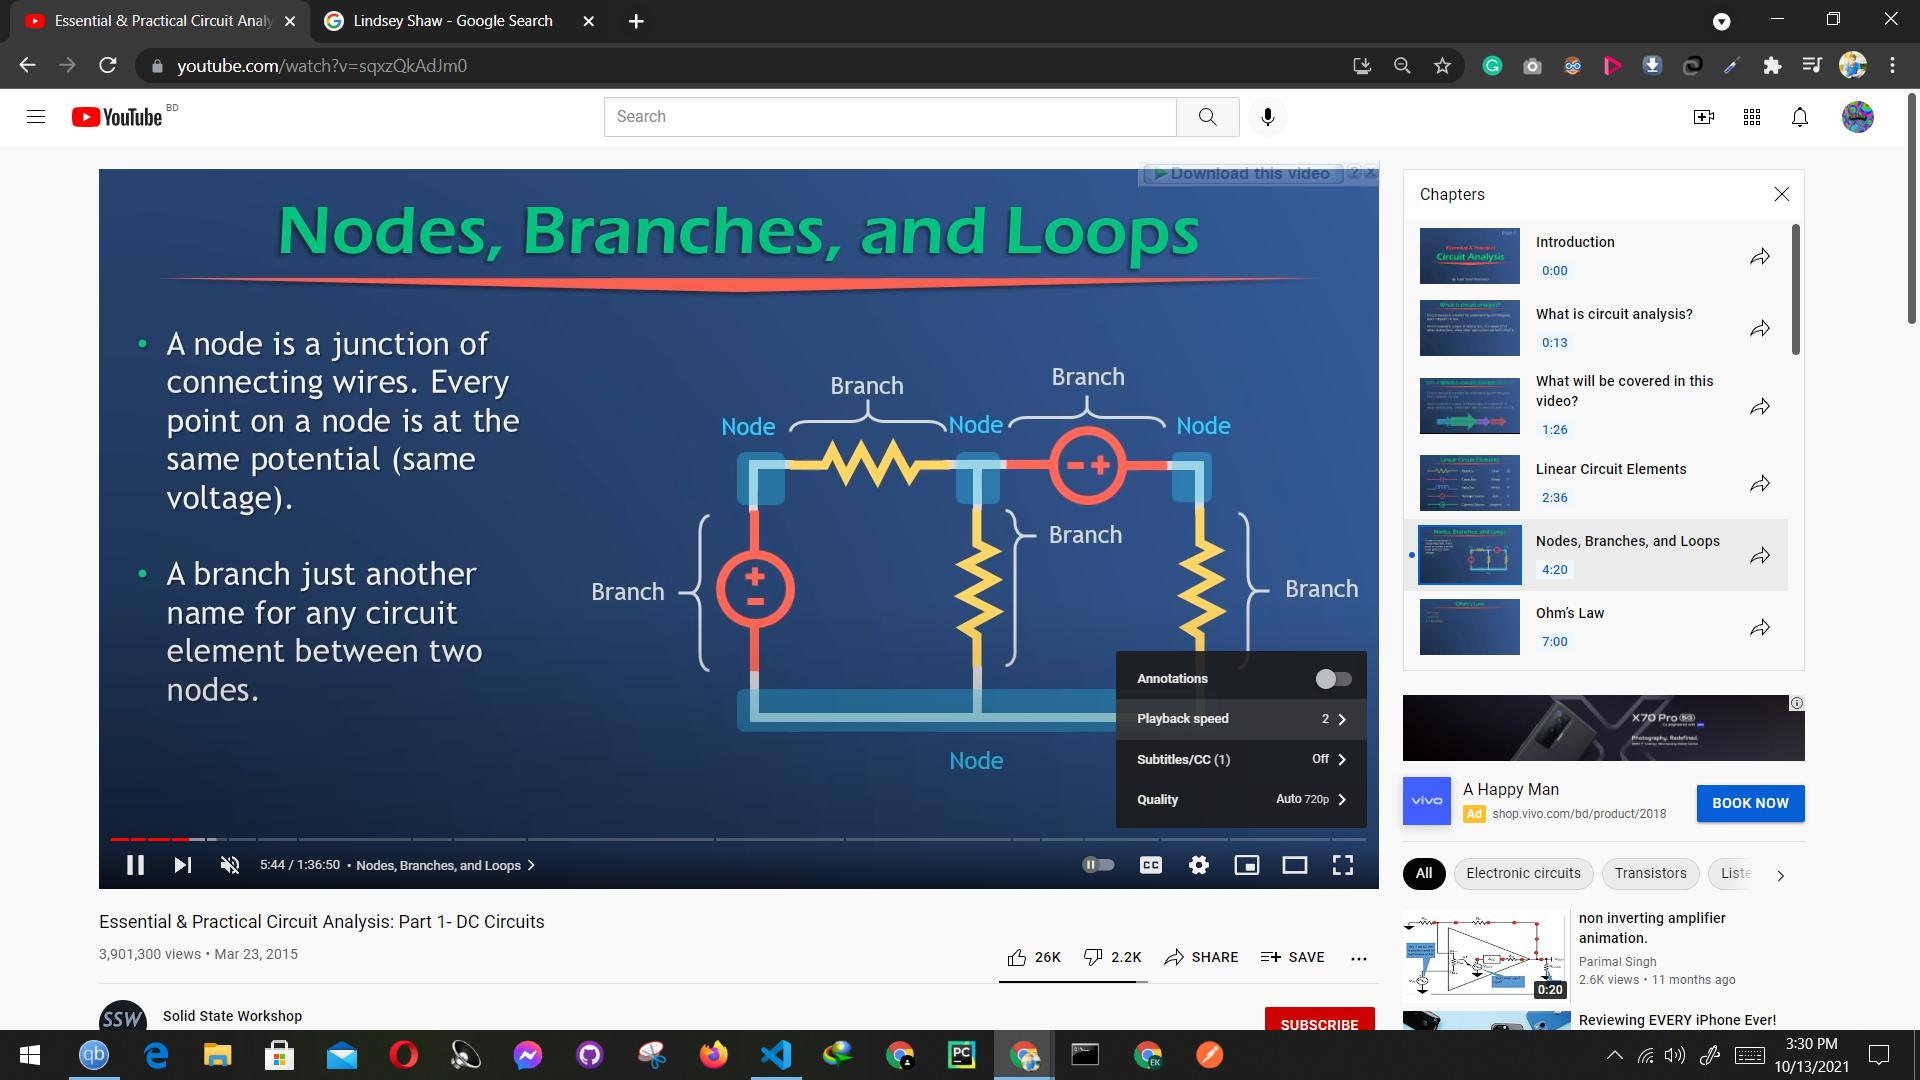 Essential & Practical Circuit Analy
Lindsey Shaw - Google Search
youtube.com/watch?v=sqxzQkAdJm0
YouTube BD
Search
Download this video
Nodes, Branches, and Loops
• A node is a junction of
connecting wires. Every
point on a node is at the
same potential (same
voltage).
• A branch just another
name for any circuit
element between two
nodes.
Branch
Branch
Node
Node
Node
Branch
Branch
Branch
Node
Annotations
Playback speed 2
Subtitles/CC (1) Off
Quality Auto 720p
5:44 / 1:36:50 • Nodes, Branches, and Loops
CC
Essential & Practical Circuit Analysis: Part 1- DC Circuits
3,901,300 views • Mar 23, 2015
26K 2.2K SHARE SAVE
SSW
Solid State Workshop
SUBSCRIBE
Chapters
Circuit Analysis
Introduction
0:00
What is circuit analysis?
0:13
What will be covered in this
video?
1:26
Linear Circuit Elements
2:36
Nodes, Branches, and Loops
4:20
Ohm's Law
7:00
X70 Pro 5G
Photography. Redefined.
vivo
A Happy Man
Ad shop.vivo.com/bd/product/2018
BOOK NOW
All Electronic circuits Transistors Liste
non inverting amplifier
animation.
Parimal Singh
2.6K views • 11 months ago
0:20
Reviewing EVERY iPhone Ever!
qb
PC
EK
3:30 PM
10/13/2021